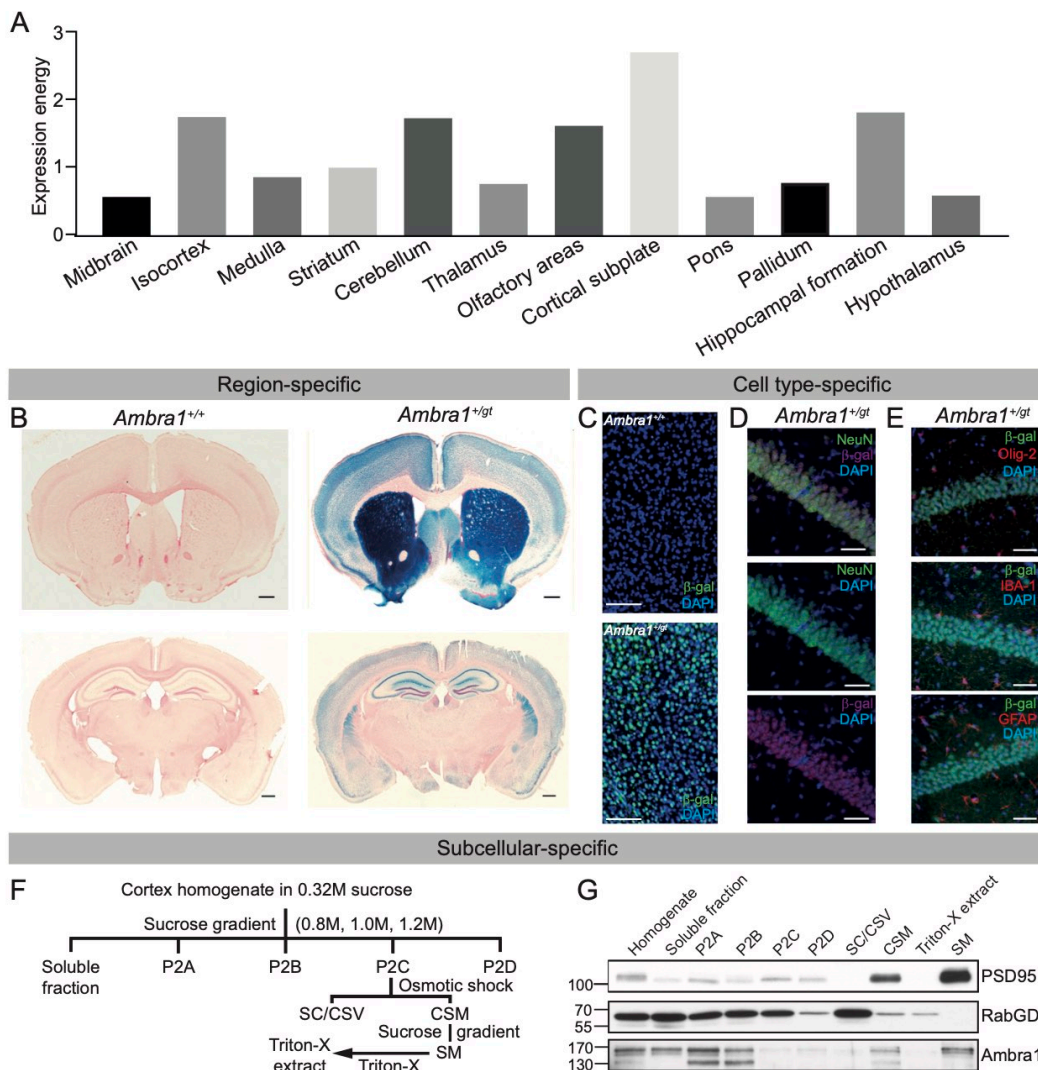 A
3
2
1
0
Expression energy
Midbrain
Isocortex
Medulla
Striatum
Cerebellum
Thalamus
Olfactory areas
Cortical subplate
Pons
Pallidum
Hippocampal formation
Hypothalamus
Region-specific
Cell type-specific
B
Ambra1+/+
Ambra1+/gt
C
Ambra1+/+
β-gal
DAPI
Ambra1+/gt
β-gal
DAPI
D
Ambra1+/gt
NeuN
β-gal
DAPI
NeuN
DAPI
β-gal
DAPI
E
Ambra1+/gt
β-gal
Olig-2
DAPI
β-gal
IBA-1
DAPI
β-gal
GFAP
DAPI
Subcellular-specific
F
Cortex homogenate in 0.32M sucrose
Sucrose gradient (0.8M, 1.0M, 1.2M)
Soluble fraction
P2A
P2B
P2C
P2D
Osmotic shock
SC/CSV
CSM
Sucrose gradient
SM
Triton-X extract
Triton-X
G
Homogenate
Soluble fraction
P2A
P2B
P2C
P2D
SC/CSV
CSM
Triton-X extract
SM
100
PSD95
70
55
RabGD
170
130
Ambra1